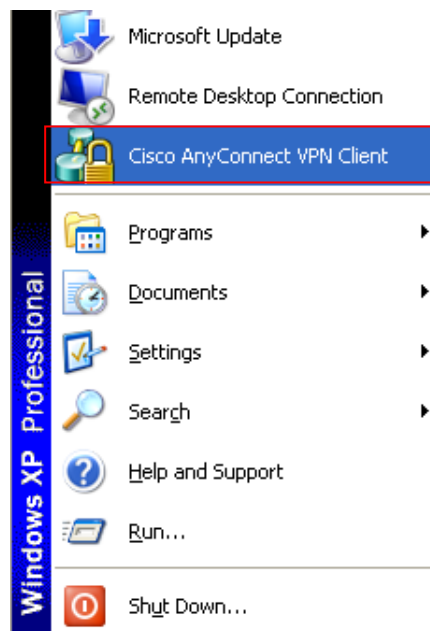 Microsoft Update
Remote Desktop Connection
Cisco AnyConnect VPN Client
Programs
Documents
Settings
Search
Help and Support
Run...
Shut Down...
Windows XP Professional